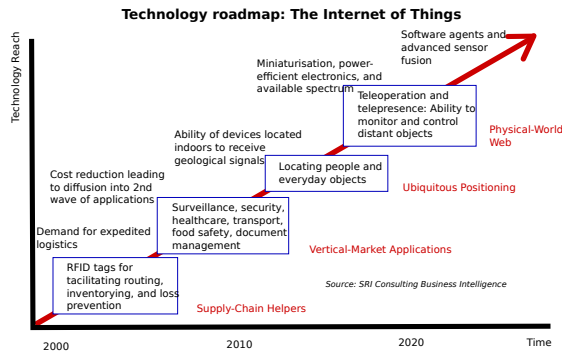 Technology roadmap: The Internet of Things
Technology Reach
Software agents and
advanced sensor
fusion
Miniaturisation, power-
efficient electronics, and
available spectrum
Teleoperation and
telepresence: Ability to
monitor and control
distant objects
Physical-World
Web
Ability of devices located
indoors to receive
geological signals
Locating people and
everyday objects
Ubiquitous Positioning
Cost reduction leading
to diffusion into 2nd
wave of applications
Surveillance, security,
healthcare, transport,
food safety, document
management
Vertical-Market Applications
Demand for expedited
logistics
RFID tags for
tacilitating routing,
inventorying, and loss
prevention
Supply-Chain Helpers
Source: SRI Consulting Business Intelligence
2000
2010
2020
Time